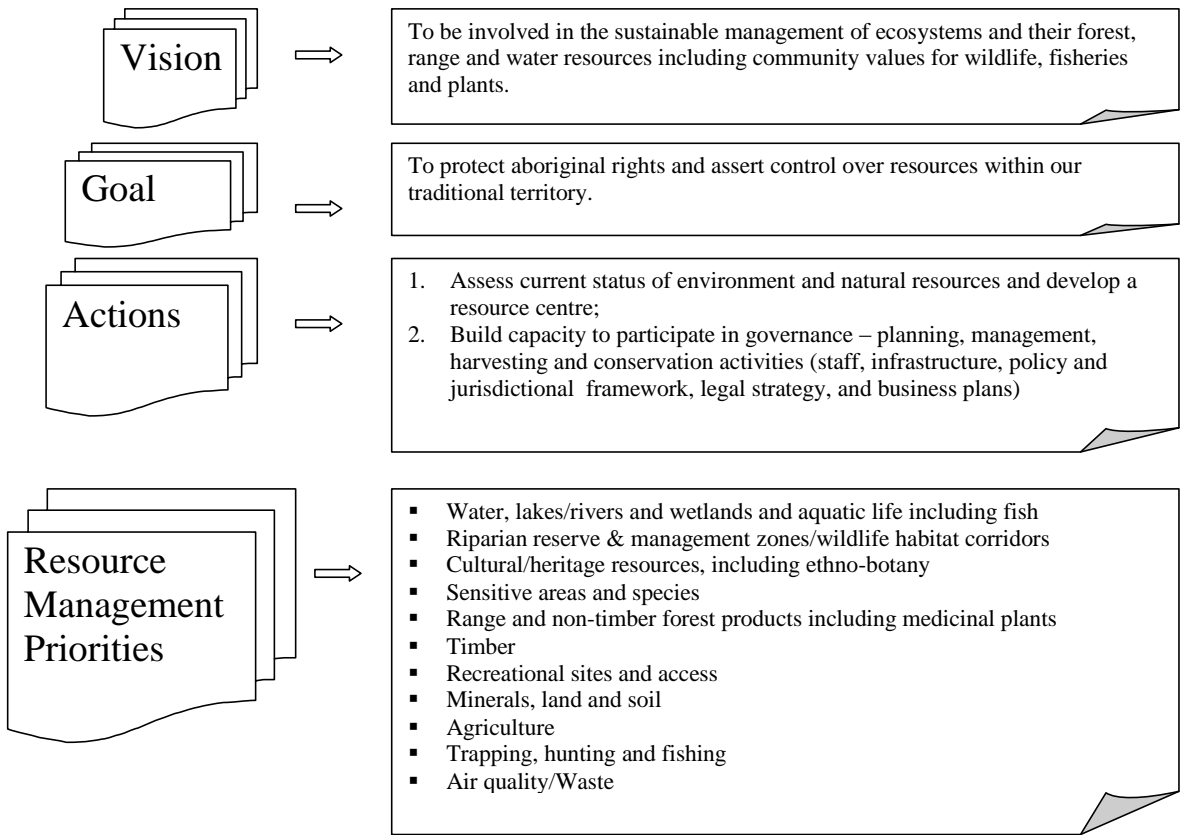 Vision
To be involved in the sustainable management of ecosystems and their forest,
range and water resources including community values for wildlife, fisheries
and plants.
Goal
To protect aboriginal rights and assert control over resources within our
traditional territory.
Actions
1. Assess current status of environment and natural resources and develop a
resource centre;
2. Build capacity to participate in governance – planning, management,
harvesting and conservation activities (staff, infrastructure, policy and
jurisdictional framework, legal strategy, and business plans)
Resource
Management
Priorities
▪ Water, lakes/rivers and wetlands and aquatic life including fish
▪ Riparian reserve & management zones/wildlife habitat corridors
▪ Cultural/heritage resources, including ethno-botany
▪ Sensitive areas and species
▪ Range and non-timber forest products including medicinal plants
▪ Timber
▪ Recreational sites and access
▪ Minerals, land and soil
▪ Agriculture
▪ Trapping, hunting and fishing
▪ Air quality/Waste